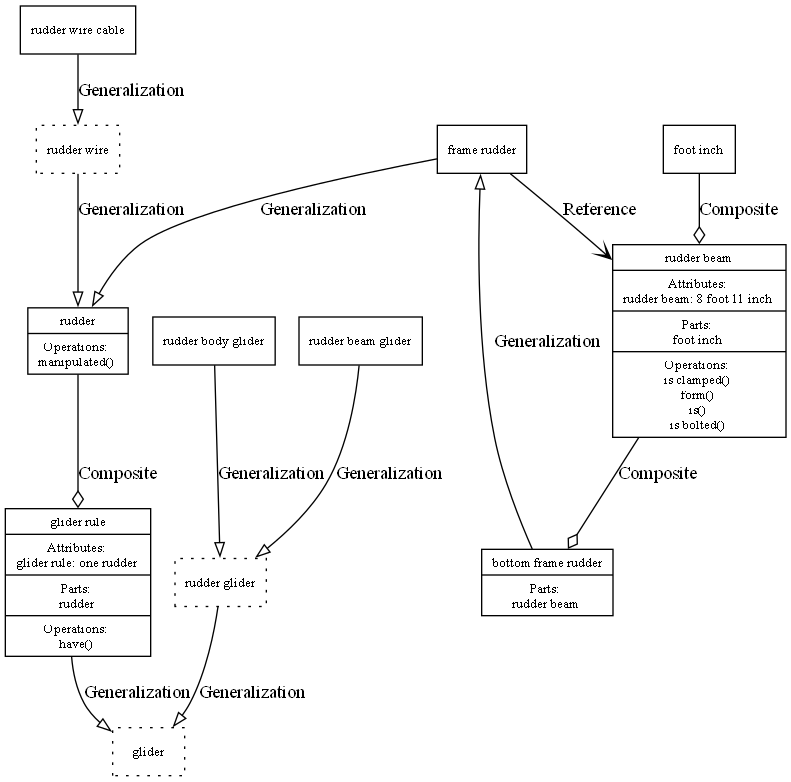 rudder wire cable
Generalization
rudder wire
frame rudder
foot inch
Generalization
Generalization
Reference
Composite
rudder beam
Attributes:
rudder beam: 8 foot 11 inch
Parts:
foot inch
Operations:
is clamped()
form()
is()
is bolted()
rudder
Operations:
manipulated()
rudder body glider
rudder beam glider
Generalization
Composite
Generalization
Generalization
Composite
glider rule
Attributes:
glider rule: one rudder
Parts:
rudder
Operations:
have()
rudder glider
bottom frame rudder
Parts:
rudder beam
Generalization
Generalization
glider